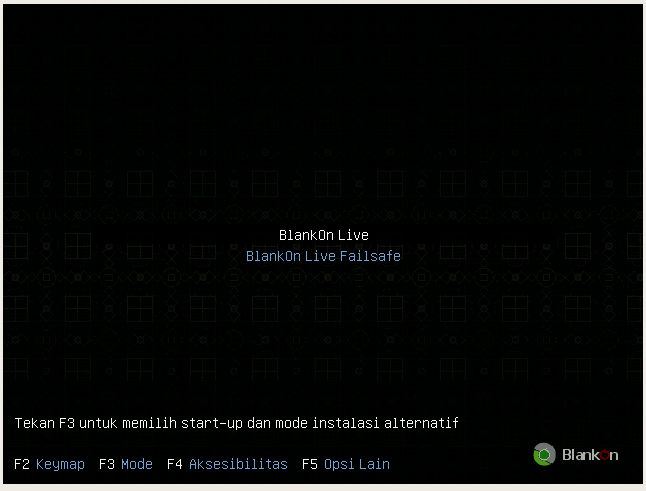 BlankOn Live
BlankOn Live Failsafe
Tekan F3 untuk memilih start-up dan mode instalasi alternatif
F2 Keymap F3 Mode F4 Aksesibilitas F5 Opsi Lain
BlankOn